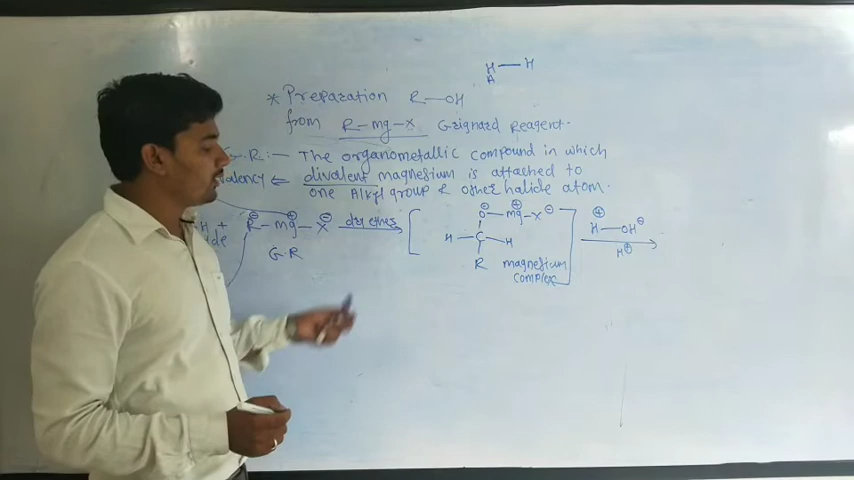 H—H
A
* Preparation R—OH
from R—Mg—X Grignard Reagent.
G.R:— The organometallic compound in which
valency ⇐ divalent magnesium is attached to
one Alkyl group & other halide atom.
H + R⊖—Mg⊕—X⊖ dry ether [ O⊖—Mg⊕—X⊖ H⊕—OH⊖
ide H—C—H H⊕
G.R R magnesium
complex ]